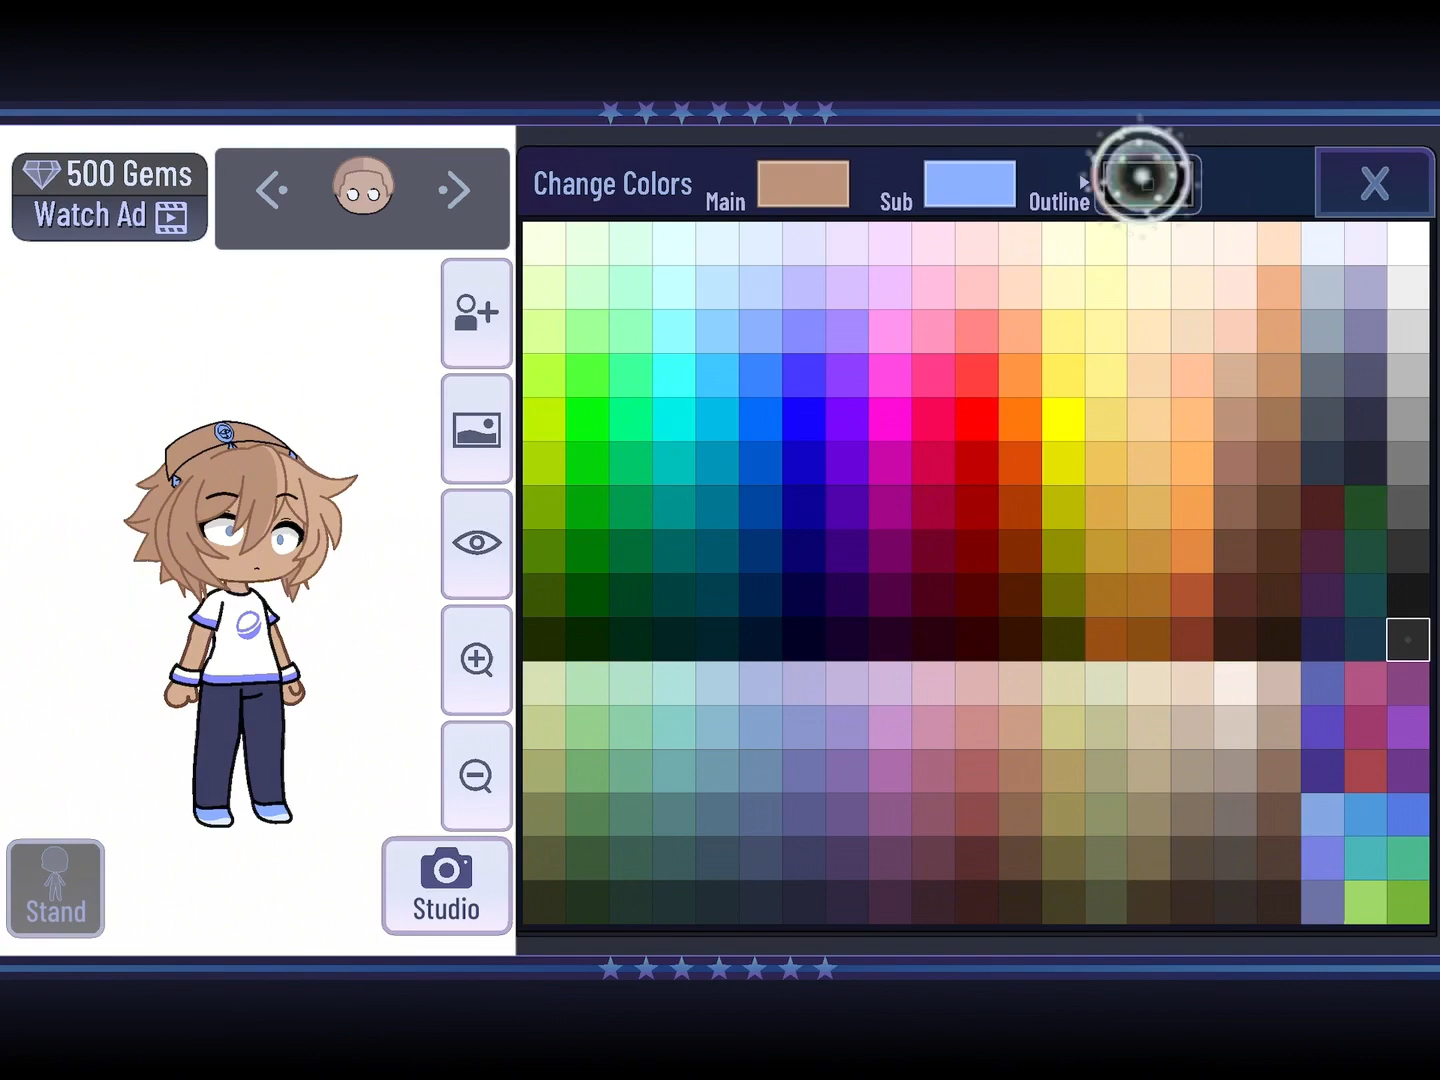 500 Gems
Watch Ad
Change Colors
Main
Sub
Outline
X
Stand
Studio